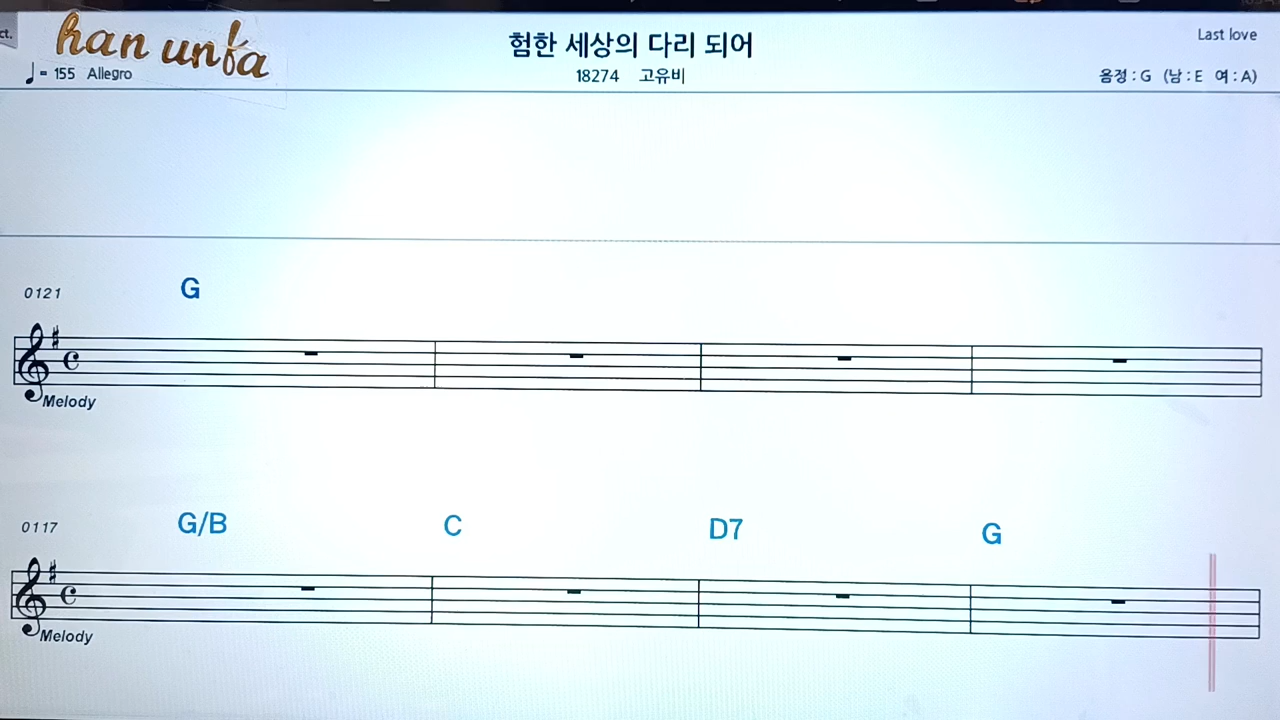 ct.
han unfa
험한 세상의 다리 되어
Last love
♩ = 155 Allegro
18274 고유비
음정 : G (남 : E 여 : A)
0121
G
Melody
0117
G/B C D7 G
Melody